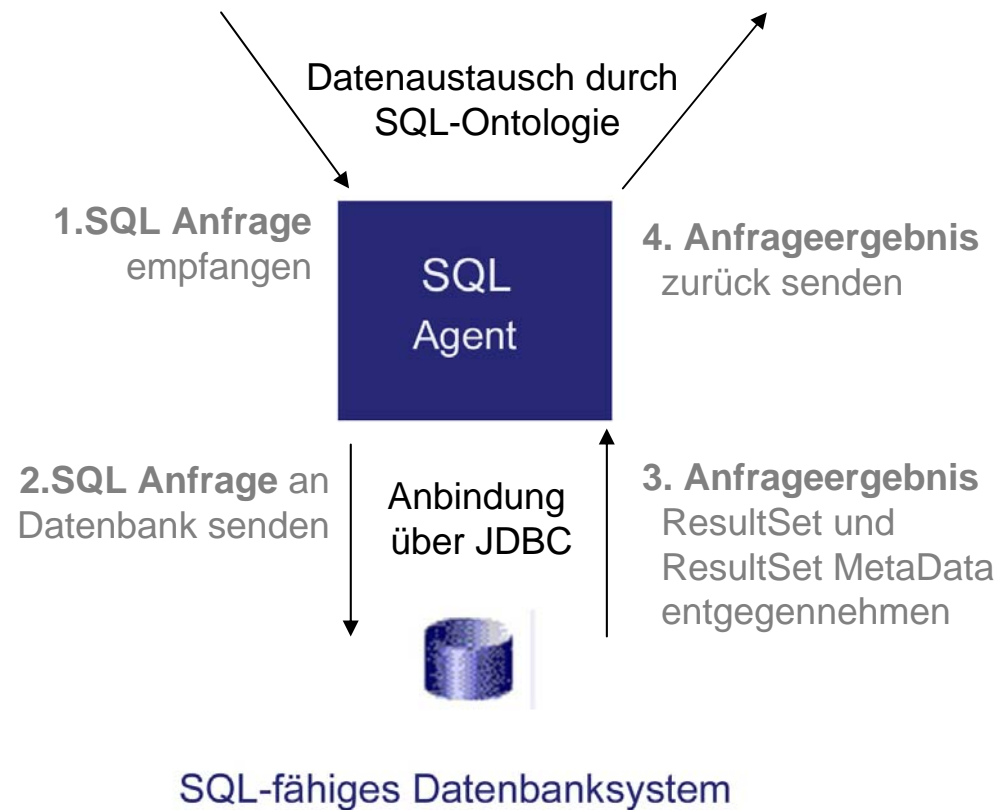 Datenaustausch durch
SQL-Ontologie
1.SQL Anfrage
empfangen
SQL
Agent
4. Anfrageergebnis
zurück senden
2.SQL Anfrage an
Datenbank senden
Anbindung
über JDBC
3. Anfrageergebnis
ResultSet und
ResultSet MetaData
entgegennehmen
SQL-fähiges Datenbanksystem